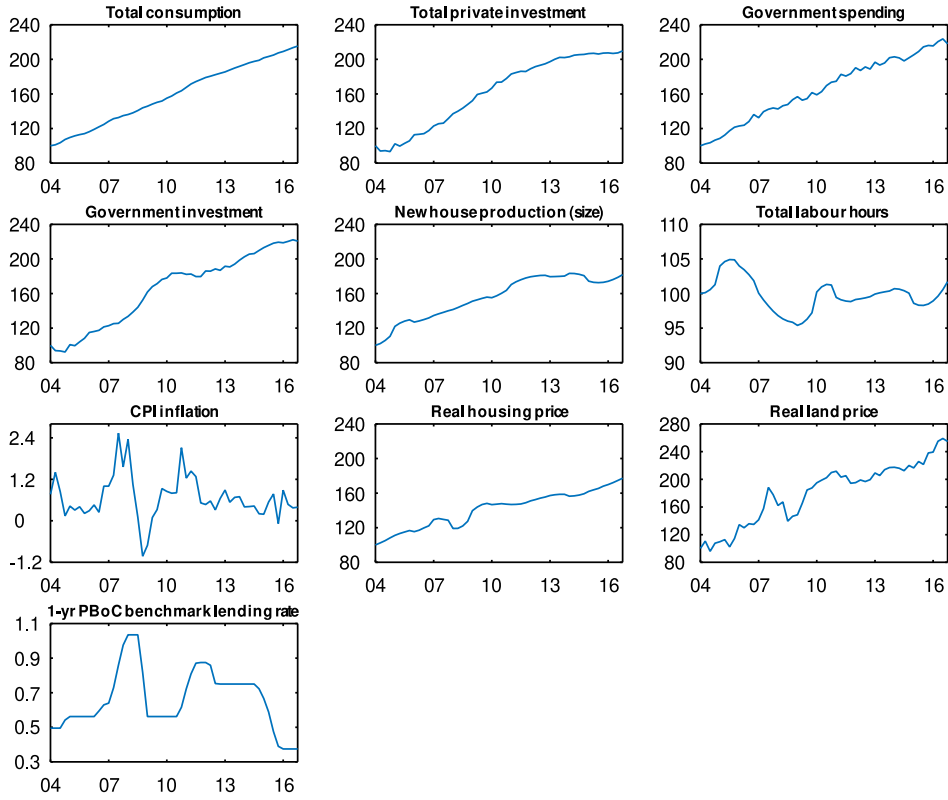 Total consumption
240
200
160
120
80
04 07 10 13 16
Total private investment
240
200
160
120
80
04 07 10 13 16
Government spending
240
200
160
120
80
04 07 10 13 16
Government investment
240
200
160
120
80
04 07 10 13 16
New house production (size)
240
200
160
120
80
04 07 10 13 16
Total labour hours
110
105
100
95
90
04 07 10 13 16
CPI inflation
2.4
1.2
0
-1.2
04 07 10 13 16
Real housing price
240
200
160
120
80
04 07 10 13 16
Real land price
280
240
200
160
120
80
04 07 10 13 16
1-yr PBoC benchmark lending rate
1.1
0.9
0.7
0.5
0.3
04 07 10 13 16